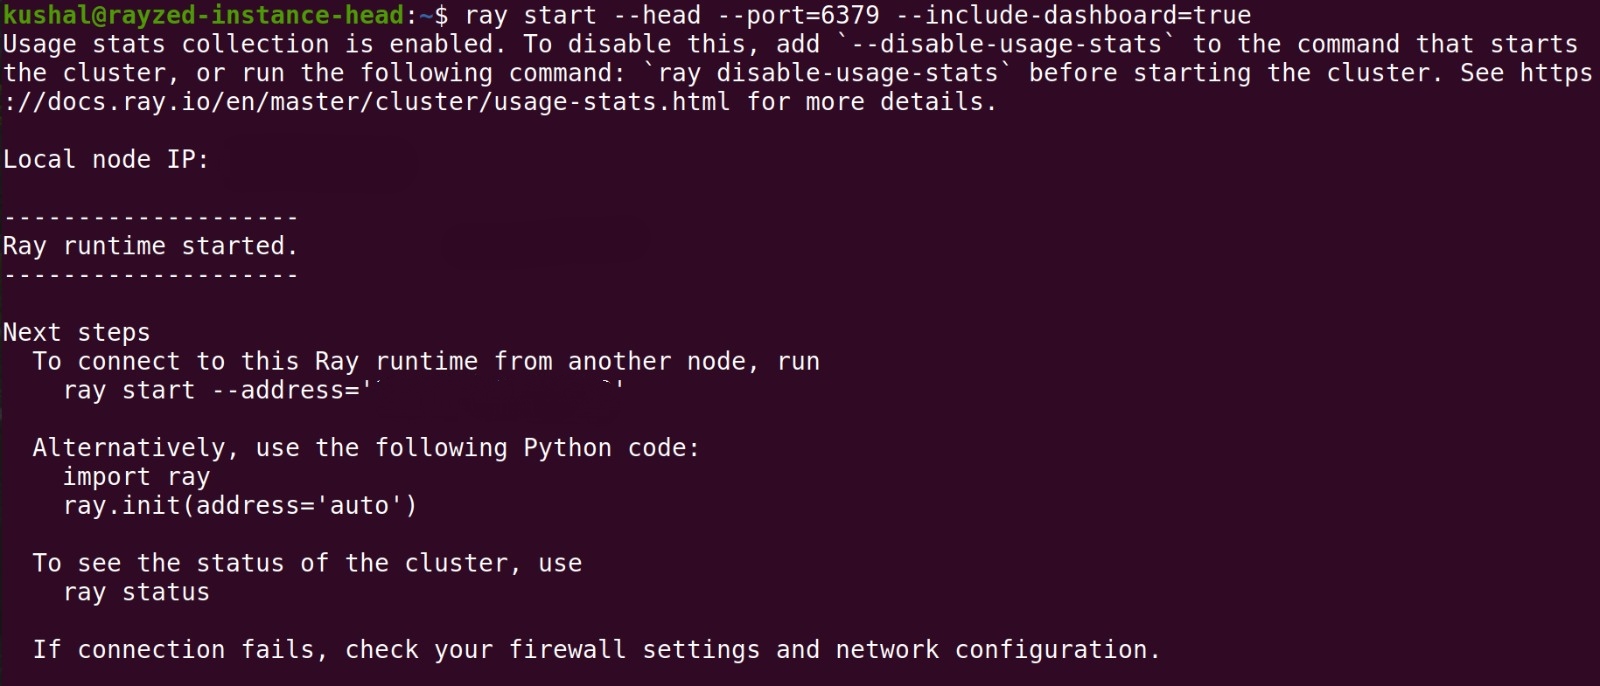 kushal@rayzed-instance-head:~$ ray start --head --port=6379 --include-dashboard=true
Usage stats collection is enabled. To disable this, add `--disable-usage-stats` to the command that starts
the cluster, or run the following command: `ray disable-usage-stats` before starting the cluster. See https
://docs.ray.io/en/master/cluster/usage-stats.html for more details.
Local node IP:
--------------------
Ray runtime started.
--------------------
Next steps
To connect to this Ray runtime from another node, run
ray start --address=' '
Alternatively, use the following Python code:
import ray
ray.init(address='auto')
To see the status of the cluster, use
ray status
If connection fails, check your firewall settings and network configuration.